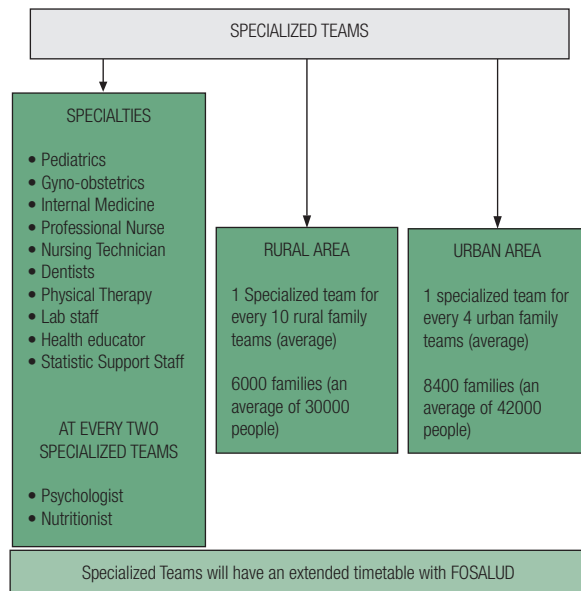 SPECIALIZED TEAMS
SPECIALTIES
• Pediatrics
• Gyno-obstetrics
• Internal Medicine
• Professional Nurse
• Nursing Technician
• Dentists
• Physical Therapy
• Lab staff
• Health educator
• Statistic Support Staff
AT EVERY TWO
SPECIALIZED TEAMS
• Psychologist
• Nutritionist
RURAL AREA
1 Specialized team for
every 10 rural family
teams (average)
6000 families (an
average of 30000
people)
URBAN AREA
1 specialized team for
every 4 urban family
teams (average)
8400 families (an
average of 42000
people)
Specialized Teams will have an extended timetable with FOSALUD